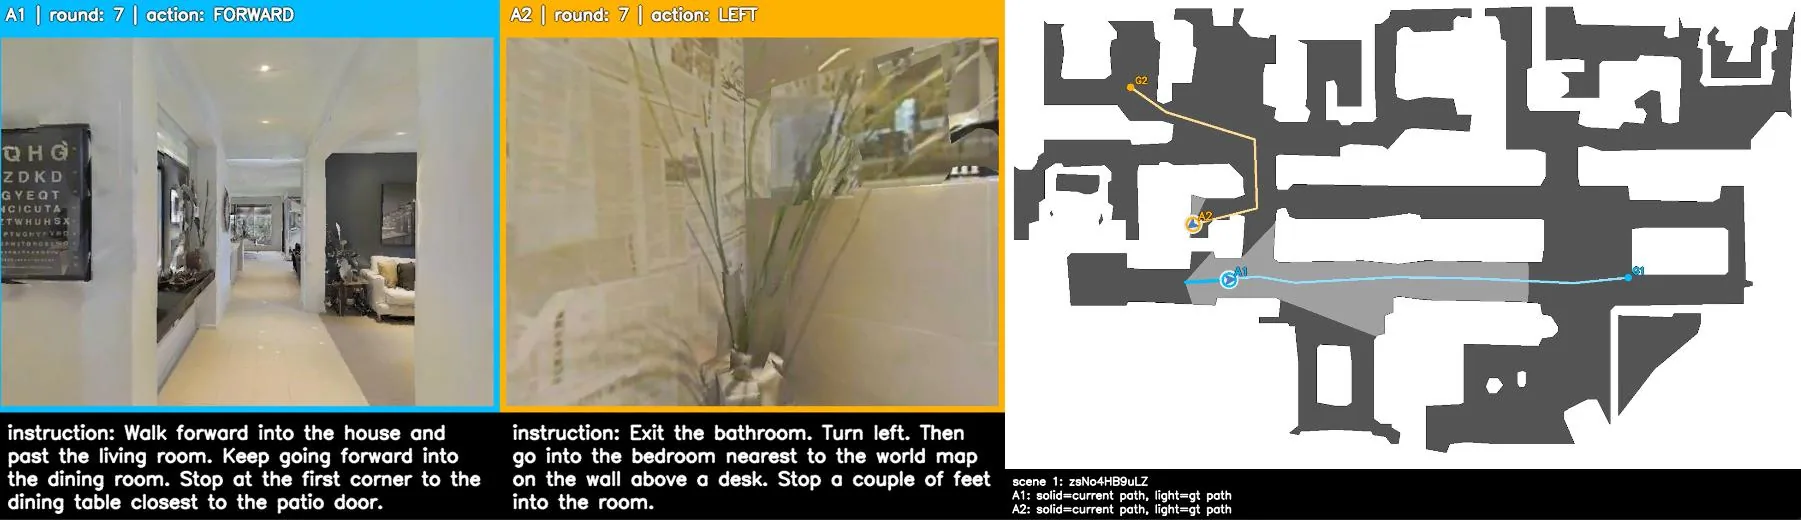 A1 | round: 7 | action: FORWARD
QHG
ZDKD
GYEQT
instruction: Walk forward into the house and
past the living room. Keep going forward into
the dining room. Stop at the first corner to the
dining table closest to the patio door.
A2 | round: 7 | action: LEFT
instruction: Exit the bathroom. Turn left. Then
go into the bedroom nearest to the world map
on the wall above a desk. Stop a couple of feet
into the room.
G2
A2
A1
G1
scene 1: zsNo4HB9uLZ
A1: solid=current path, light=gt path
A2: solid=current path, light=gt path